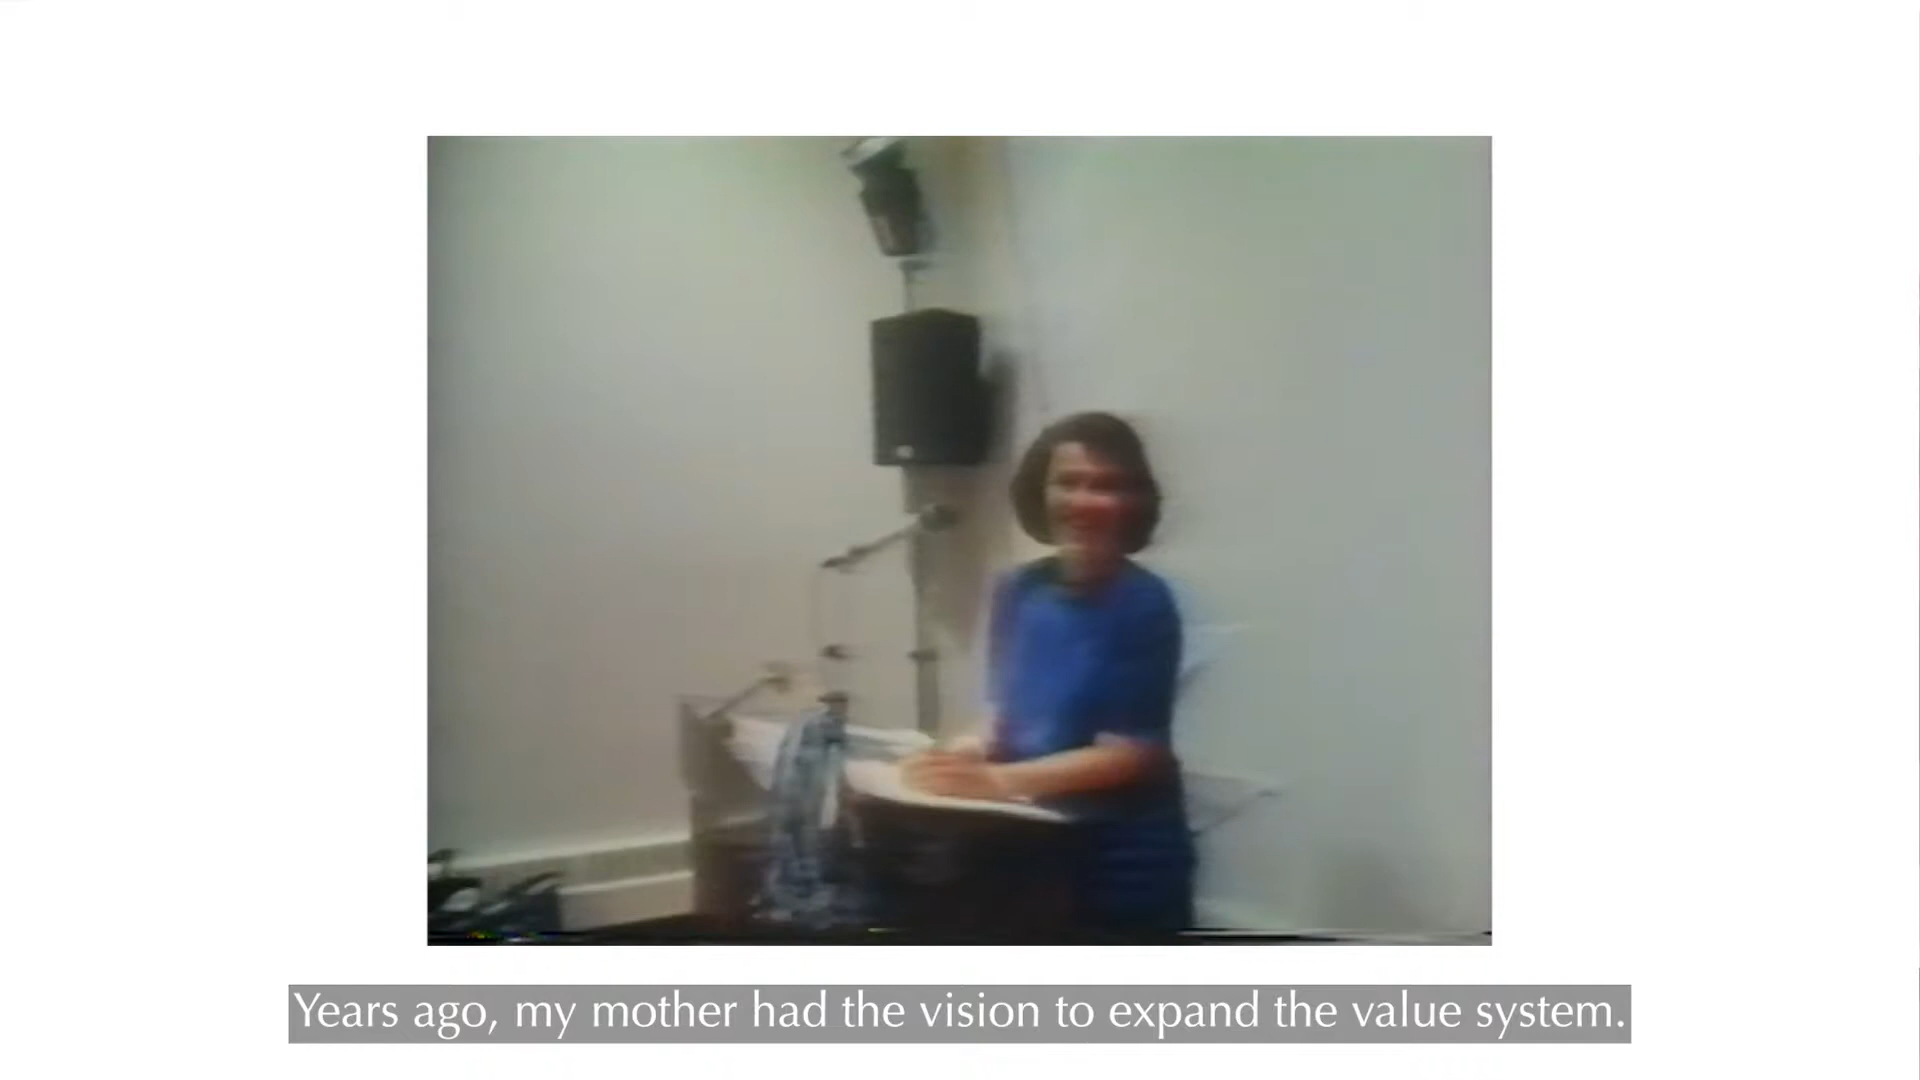 Years ago, my mother had the vision to expand the value system.